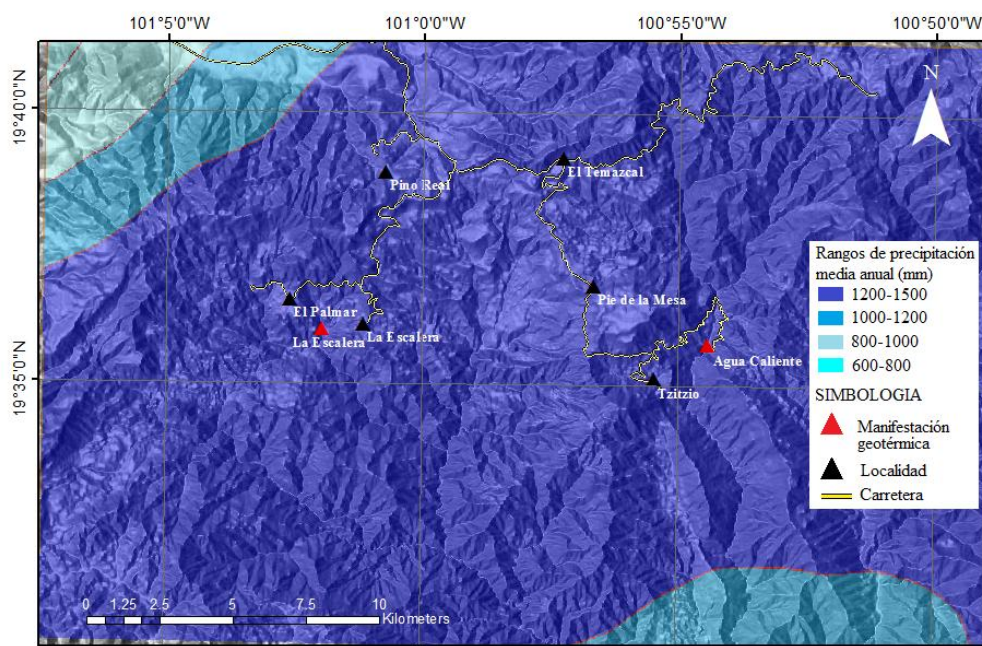 101°5'0"W
101°0'0"W
100°55'0"W
100°50'0"W
19°40'0"N
19°35'0"N
N
Pino Real
El Temazcal
El Palmar
La Escalera
La Escalera
Pie de la Mesa
Agua Caliente
Tzitzio
Rangos de precipitación
media anual (mm)
1200-1500
1000-1200
800-1000
600-800
SIMBOLOGIA
Manifestación
geotérmica
Localidad
Carretera
0 1.25 2.5 5 7.5 10
Kilometers